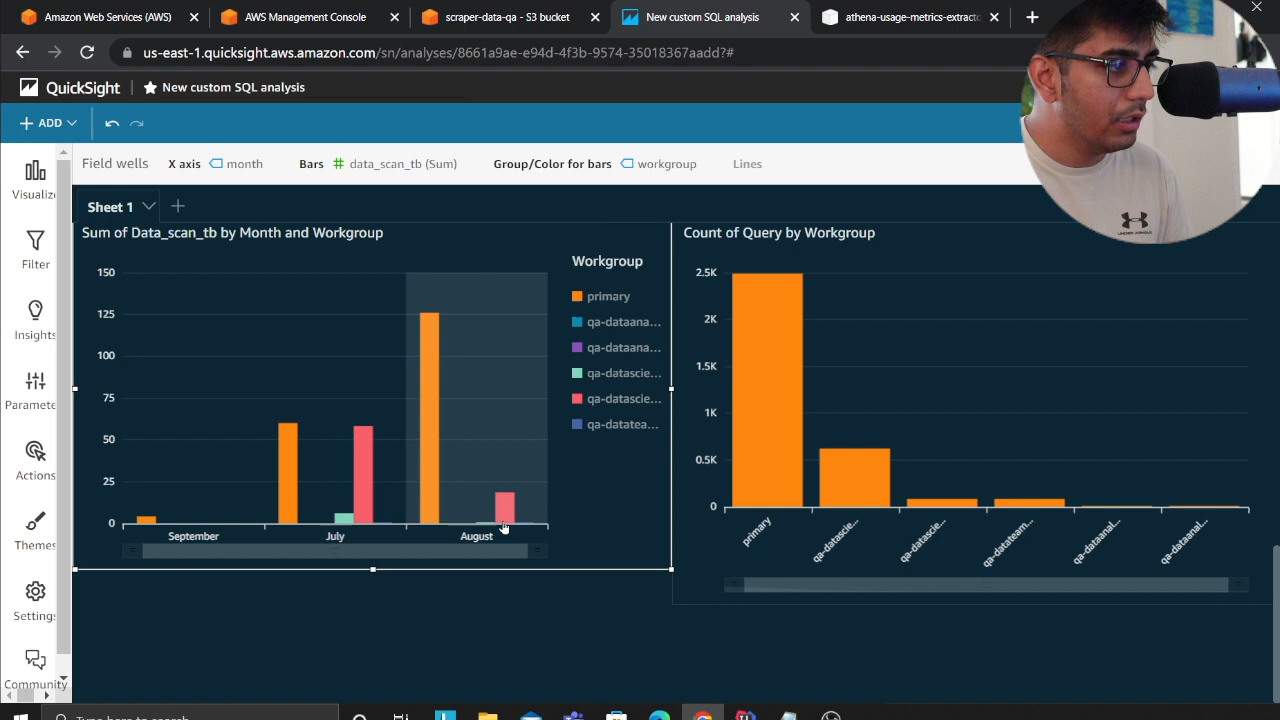 Amazon Web Services (AWS)
AWS Management Console
scraper-data-qa - S3 bucket
New custom SQL analysis
athena-usage-metrics-extracto
us-east-1.quicksight.aws.amazon.com/sn/analyses/8661a9ae-e94d-4f3b-9574-35018367aadd?#
QuickSight
New custom SQL analysis
ADD
Field wells
X axis
month
Bars
data_scan_tb (Sum)
Group/Color for bars
workgroup
Lines
Visualize
Filter
Insights
Paramete
Actions
Themes
Settings
Community
Sheet 1
Sum of Data_scan_tb by Month and Workgroup
150
125
100
75
50
25
0
September
July
August
Workgroup
primary
qa-dataana...
qa-dataana...
qa-datascie...
qa-datascie...
qa-datatea...
Count of Query by Workgroup
2.5K
2K
1.5K
1K
0.5K
0
primary
qa-datascie...
qa-datascie...
qa-datateam...
qa-dataanal...
qa-dataanal...
UNDER ARMOUR
Type here to search